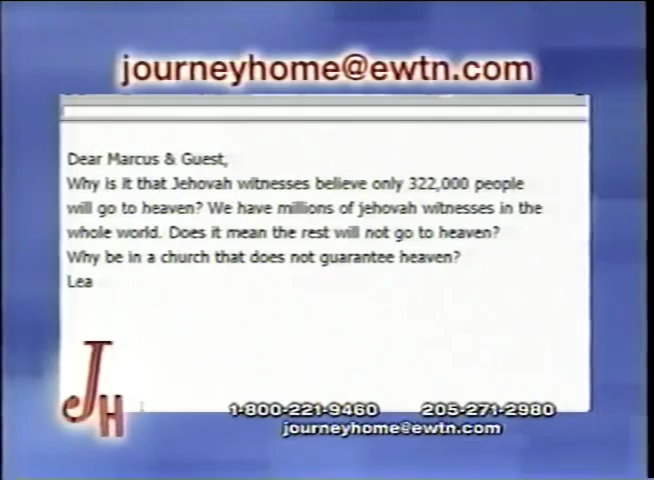 journeyhome@ewtn.com
Dear Marcus & Guest,
Why is it that Jehovah witnesses believe only 322,000 people
will go to heaven? We have millions of jehovah witnesses in the
whole world. Does it mean the rest will not go to heaven?
Why be in a church that does not guarantee heaven?
Lea
JH
1-800-221-9460 205-271-2980
journeyhome@ewtn.com